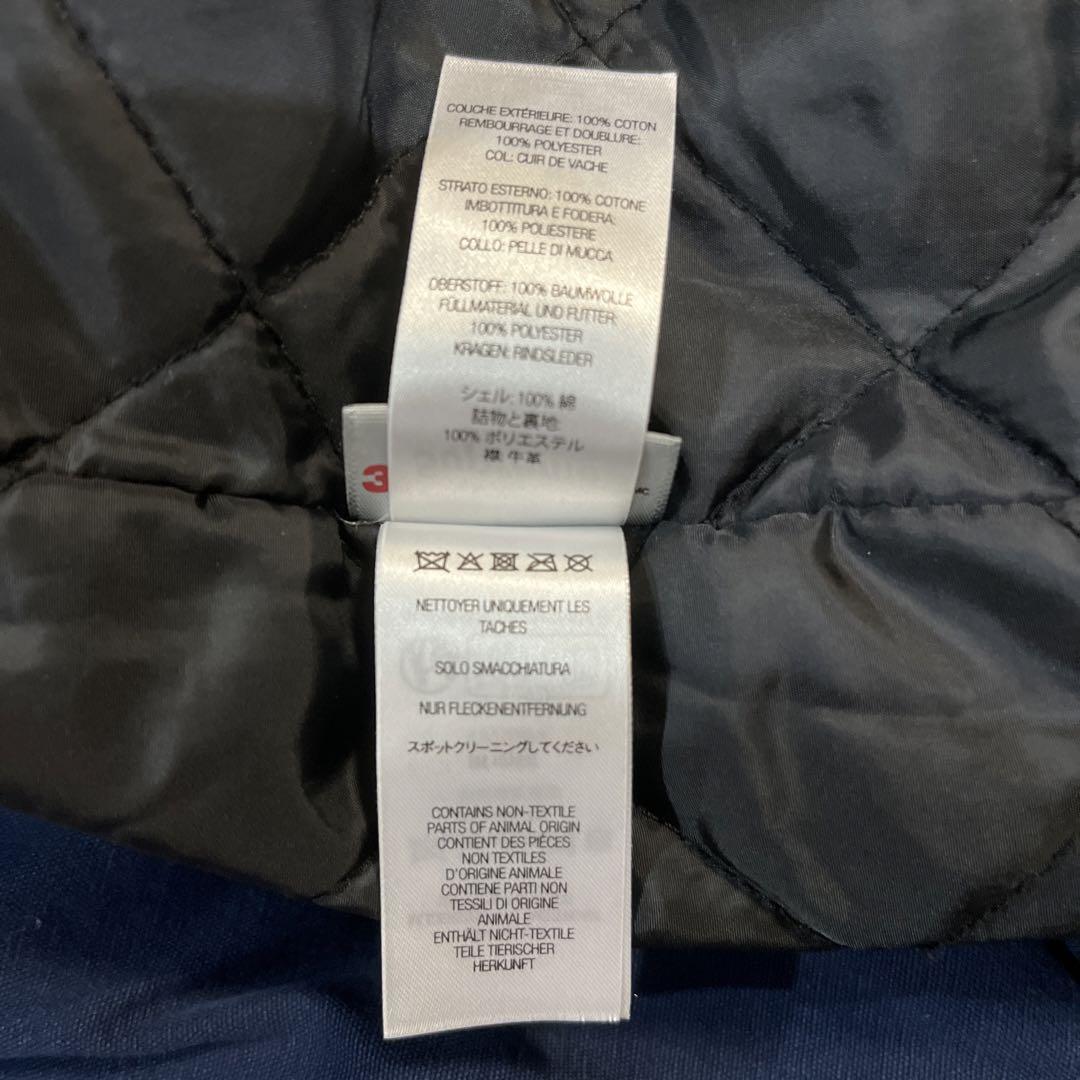 COUCHE EXTÉRIEURE: 100% COTON
REMBOURRAGE ET DOUBLURE:
100% POLYESTER
COL: CUIR DE VACHE
STRATO ESTERNO: 100% COTONE
IMBOTTITURA E FODERA:
100% POLIESTERE
COLLO: PELLE DI MUCCA
OBERSTOFF: 100% BAUMWOLLE
FÜLLMATERIAL UND FUTTER:
100% POLYESTER
KRAGEN: RINDSLEDER
シェル: 100% 綿
詰物と裏地:
100% ポリエステル
襟 牛革
3
NETTOYER UNIQUEMENT LES
TACHES
SOLO SMACCHIATURA
NUR FLECKENENTFERNUNG
スポットクリーニングしてください
CONTAINS NON-TEXTILE
PARTS OF ANIMAL ORIGIN
CONTIENT DES PIÈCES
NON TEXTILES
D'ORIGINE ANIMALE
CONTIENE PARTI NON
TESSILI DI ORIGINE
ANIMALE
ENTHÄLT NICHT-TEXTILE
TEILE TIERISCHER
HERKUNFT